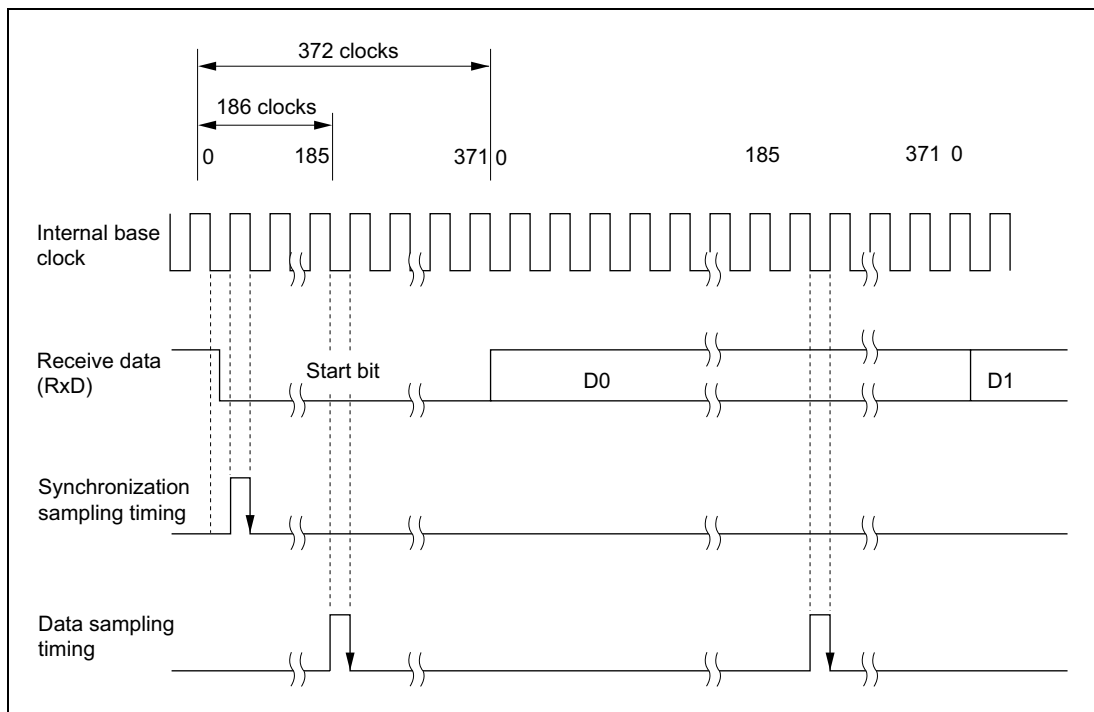 372 clocks
186 clocks
0 185 371 0 185 371 0
Internal base
clock
Receive data
(RxD)
Start bit D0 D1
Synchronization
sampling timing
Data sampling
timing